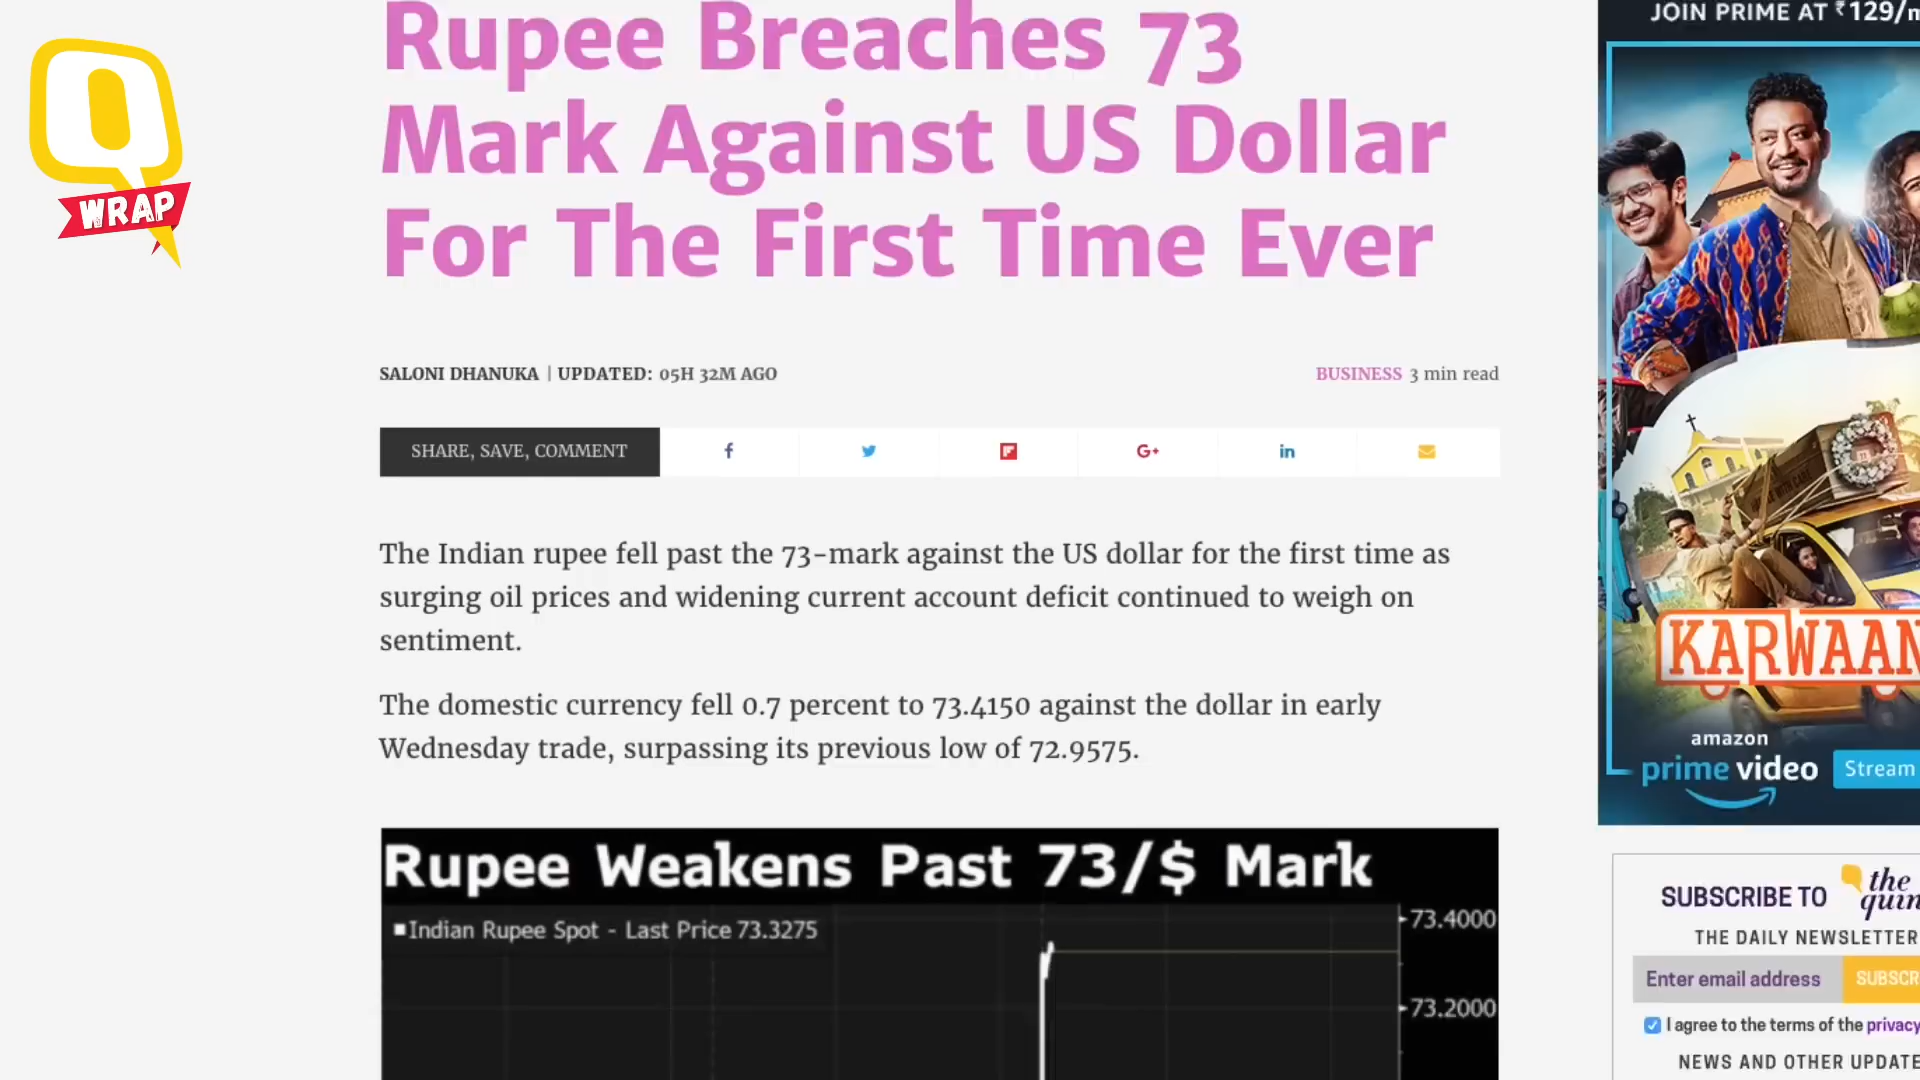 Rupee Breaches 73
Mark Against US Dollar
For The First Time Ever
WRAP
SALONI DHANUKA | UPDATED: 05H 32M AGO
BUSINESS 3 min read
SHARE, SAVE, COMMENT
The Indian rupee fell past the 73-mark against the US dollar for the first time as
surging oil prices and widening current account deficit continued to weigh on
sentiment.
The domestic currency fell 0.7 percent to 73.4150 against the dollar in early
Wednesday trade, surpassing its previous low of 72.9575.
Rupee Weakens Past 73/$ Mark
Indian Rupee Spot - Last Price 73.3275
73.4000
73.2000
JOIN PRIME AT ₹129/m
KARWAAN
amazon
prime video
Stream
SUBSCRIBE TO
the
quin
THE DAILY NEWSLETTER
Enter email address
SUBSCR
I agree to the terms of the privacy
NEWS AND OTHER UPDATE